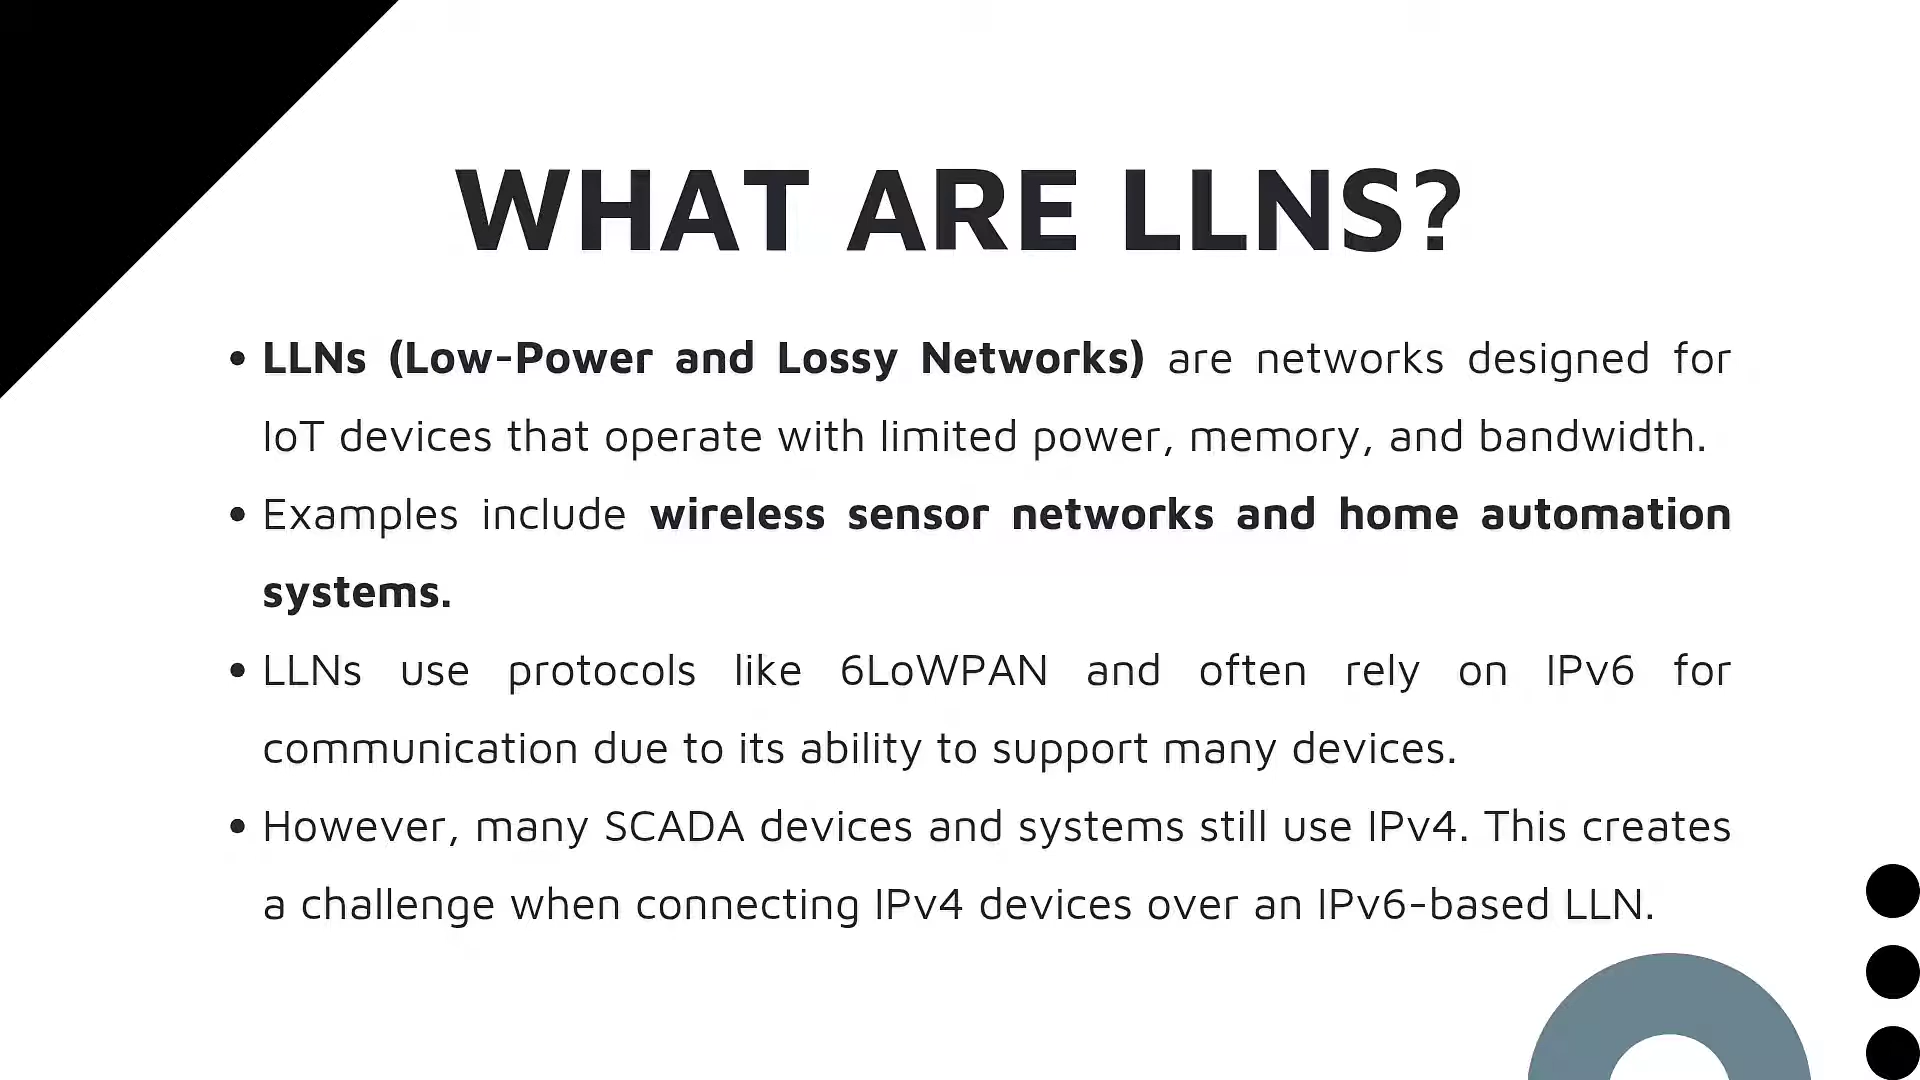 WHAT ARE LLNS?
• LLNs (Low-Power and Lossy Networks) are networks designed for
IoT devices that operate with limited power, memory, and bandwidth.
• Examples include wireless sensor networks and home automation
systems.
• LLNs use protocols like 6LoWPAN and often rely on IPv6 for
communication due to its ability to support many devices.
• However, many SCADA devices and systems still use IPv4. This creates
a challenge when connecting IPv4 devices over an IPv6-based LLN.